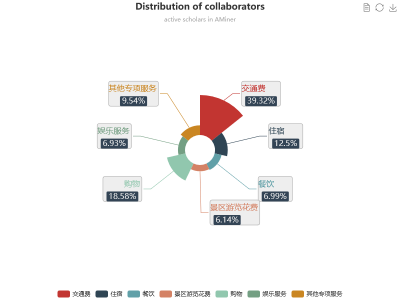 Distribution of collaborators
active scholars in AMiner
其他专项服务
9.54%
交通费
39.32%
娱乐服务
6.93%
住宿
12.5%
购物
18.58%
餐饮
6.99%
景区游览花费
6.14%
交通费 住宿 餐饮 景区游览花费 购物 娱乐服务 其他专项服务